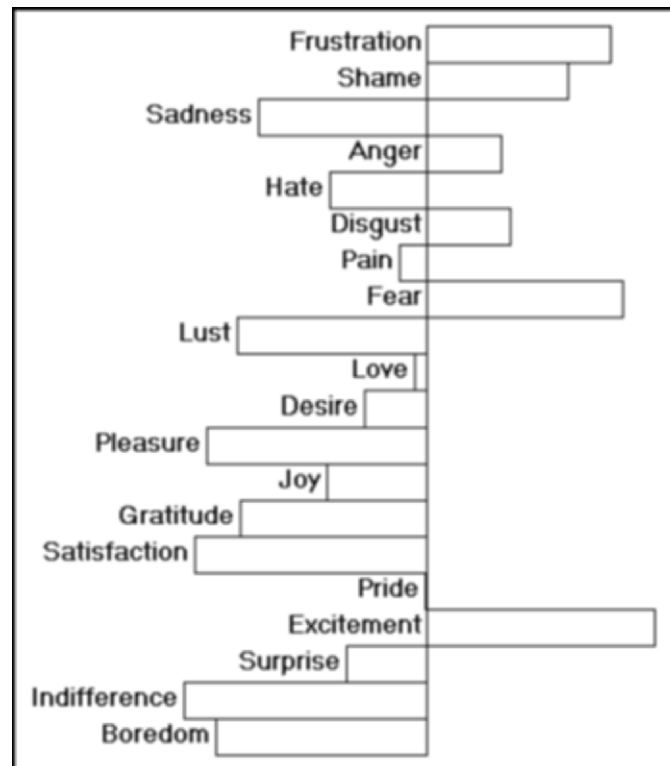 Frustration
Shame
Sadness
Anger
Hate
Disgust
Pain
Fear
Lust
Love
Desire
Pleasure
Joy
Gratitude
Satisfaction
Pride
Excitement
Surprise
Indifference
Boredom